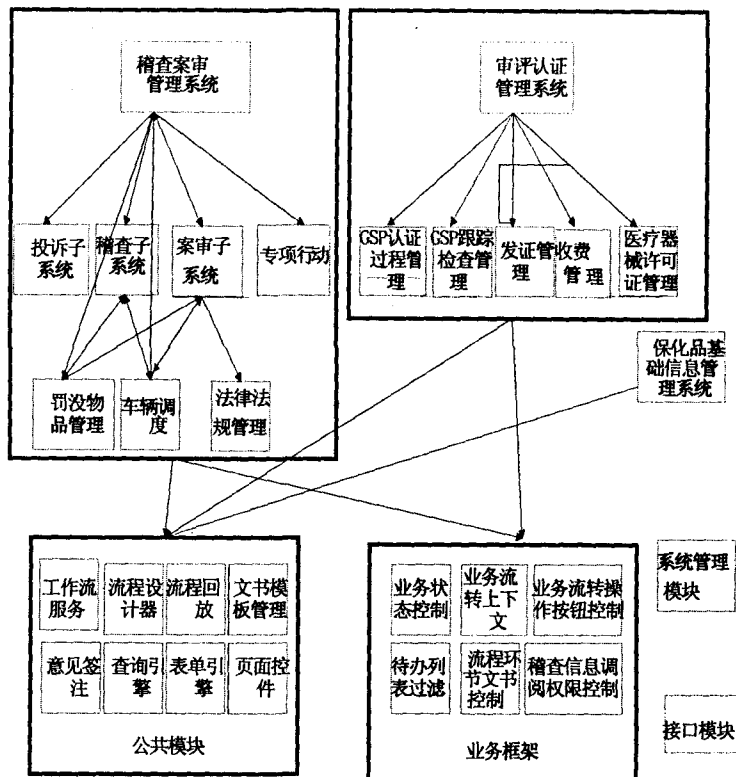 稽查案审
管理系统
审评认证
管理系统
投诉子
系统
稽查子
系统
案审子
系统
专项行动
GSP认证
过程管
理
GSP跟踪
检查管
理
发证管
理
收费
管理
医疗器
械许可
证管理
罚没物
品管理
车辆调
度
法律法
规管理
保化品基
础信息管
理系统
工作流
服务
流程设
计器
流程回
放
文书模
板管理
意见签
注
查询引
擎
表单引
擎
页面控
件
公共模块
业务状
态控制
业务流
转上下
文
业务流转操
作按钮控制
待办列
表过滤
流程环
节文书
控制
稽查信息调
阅权限控制
业务框架
系统管理
模块
接口模块